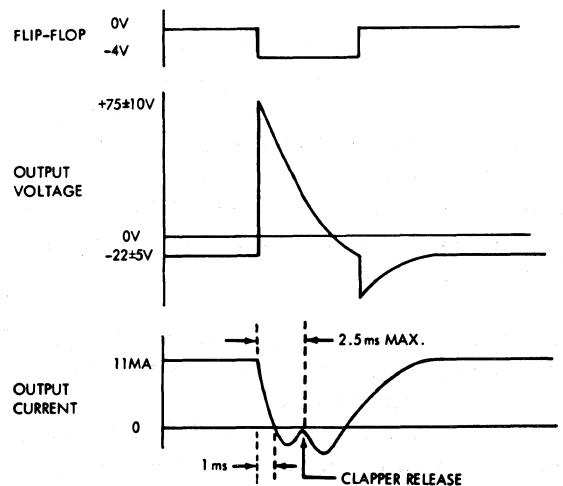 FLIP-FLOP
0V
-4V
+75±10V
OUTPUT
VOLTAGE
0V
-22±5V
2.5ms MAX.
11MA
OUTPUT
CURRENT
0
1ms
CLAPPER RELEASE